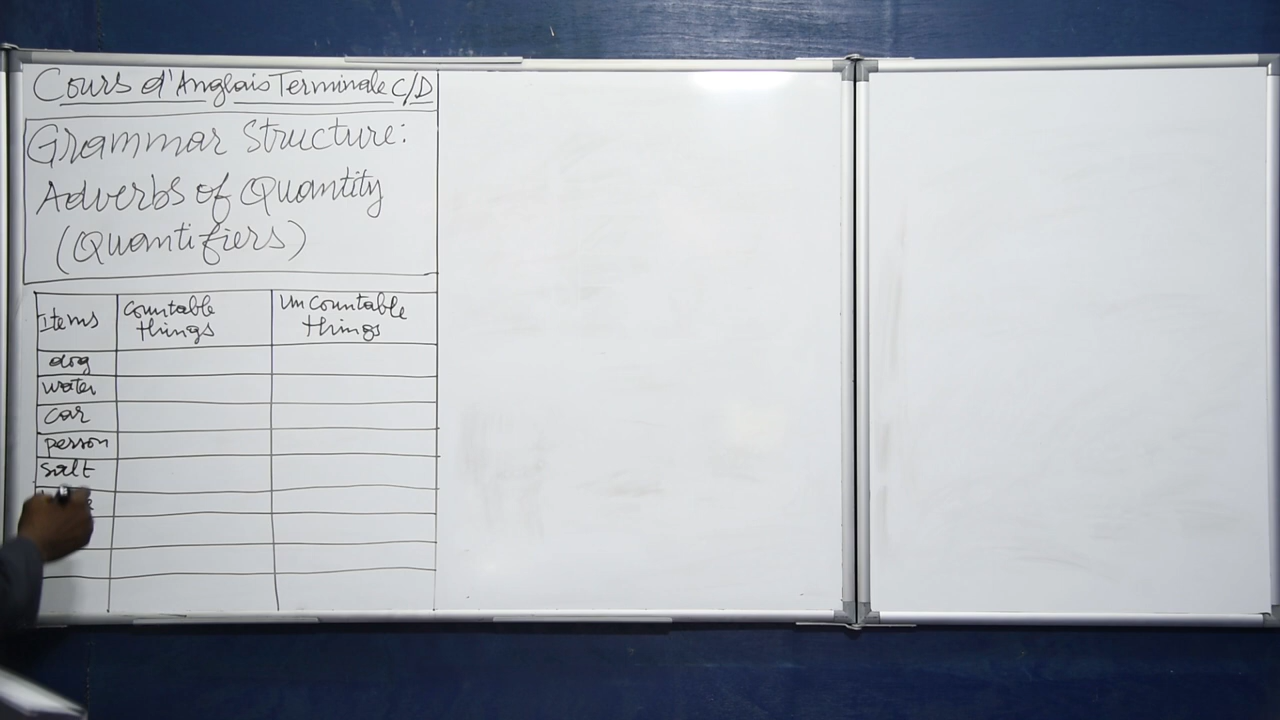 Cours d'Anglais Terminale C/D
Grammar Structure:
Adverbs of Quantity
(Quantifiers)
Items
Countable
things
Uncountable
things
dog
water
car
person
salt